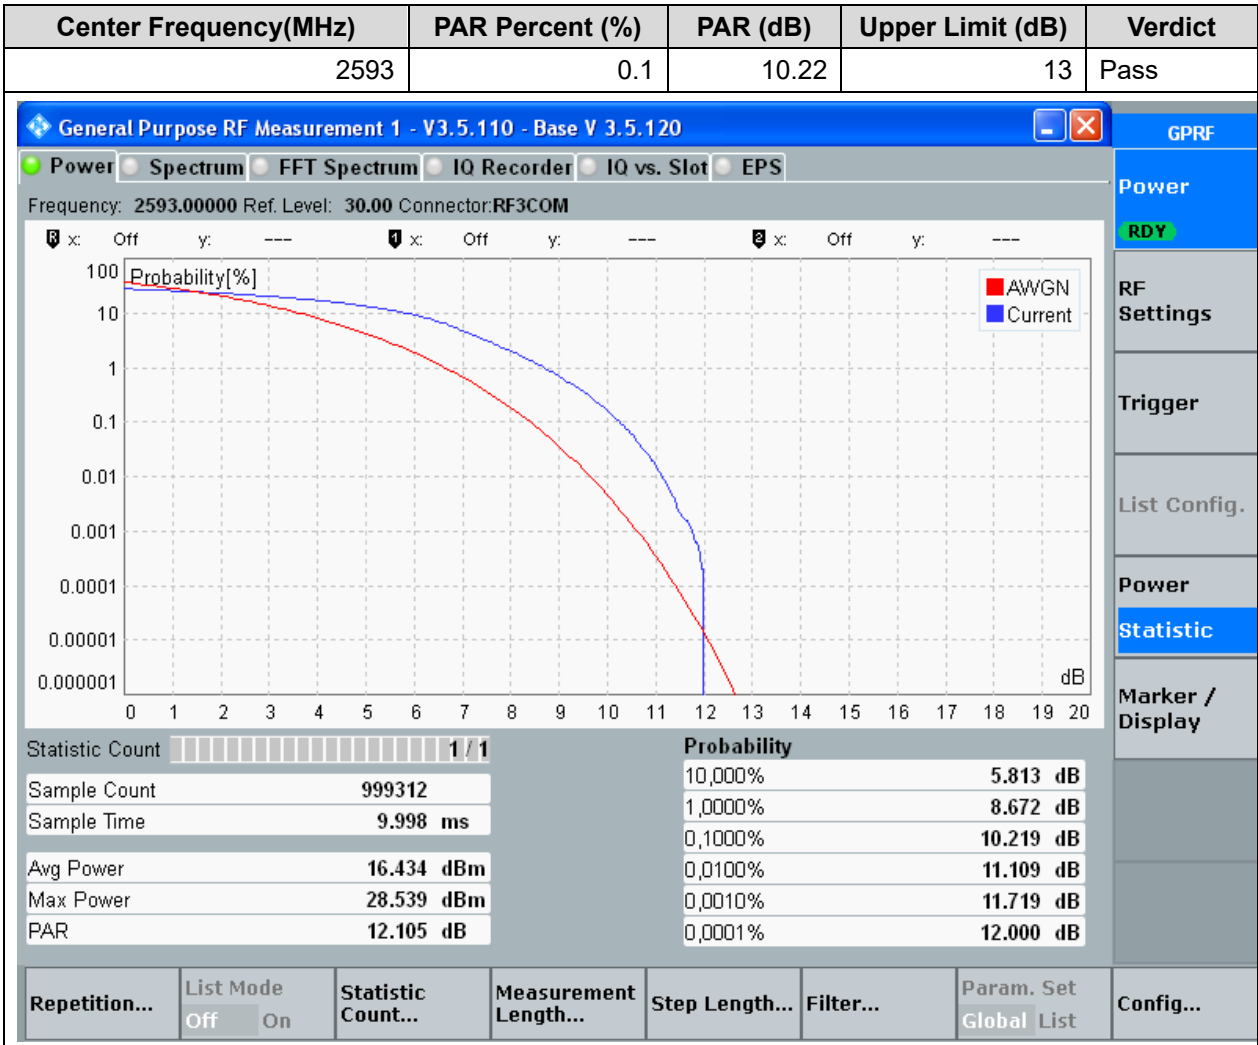 Center Frequency(MHz) PAR Percent (%) PAR (dB) Upper Limit (dB) Verdict
2593 0.1 10.22 13 Pass
General Purpose RF Measurement 1 - V3.5.110 - Base V 3.5.120
GPRF
Power Spectrum FFT Spectrum IQ Recorder IQ vs. Slot EPS
Frequency: 2593.00000 Ref. Level: 30.00 Connector:RF3COM
R x: Off y: --- 1 x: Off y: --- 2 x: Off y: ---
Probability[%]
AWGN
Current
100
10
1
0.1
0.01
0.001
0.0001
0.00001
0.000001
dB
0 1 2 3 4 5 6 7 8 9 10 11 12 13 14 15 16 17 18 19 20
Statistic Count 1 / 1
Sample Count 999312
Sample Time 9.998 ms
Avg Power 16.434 dBm
Max Power 28.539 dBm
PAR 12.105 dB
Probability
10,000% 5.813 dB
1,0000% 8.672 dB
0,1000% 10.219 dB
0,0100% 11.109 dB
0,0010% 11.719 dB
0,0001% 12.000 dB
Power
RDY
RF
Settings
Trigger
List Config.
Power
Statistic
Marker /
Display
Repetition...
List Mode
Off On
Statistic
Count...
Measurement
Length...
Step Length...
Filter...
Param. Set
Global List
Config...